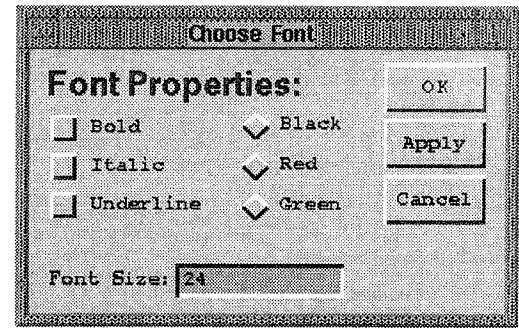 Choose Font
Font Properties:
OK
Bold
Black
Apply
Italic
Red
Underline
Green
Cancel
Font Size: 24